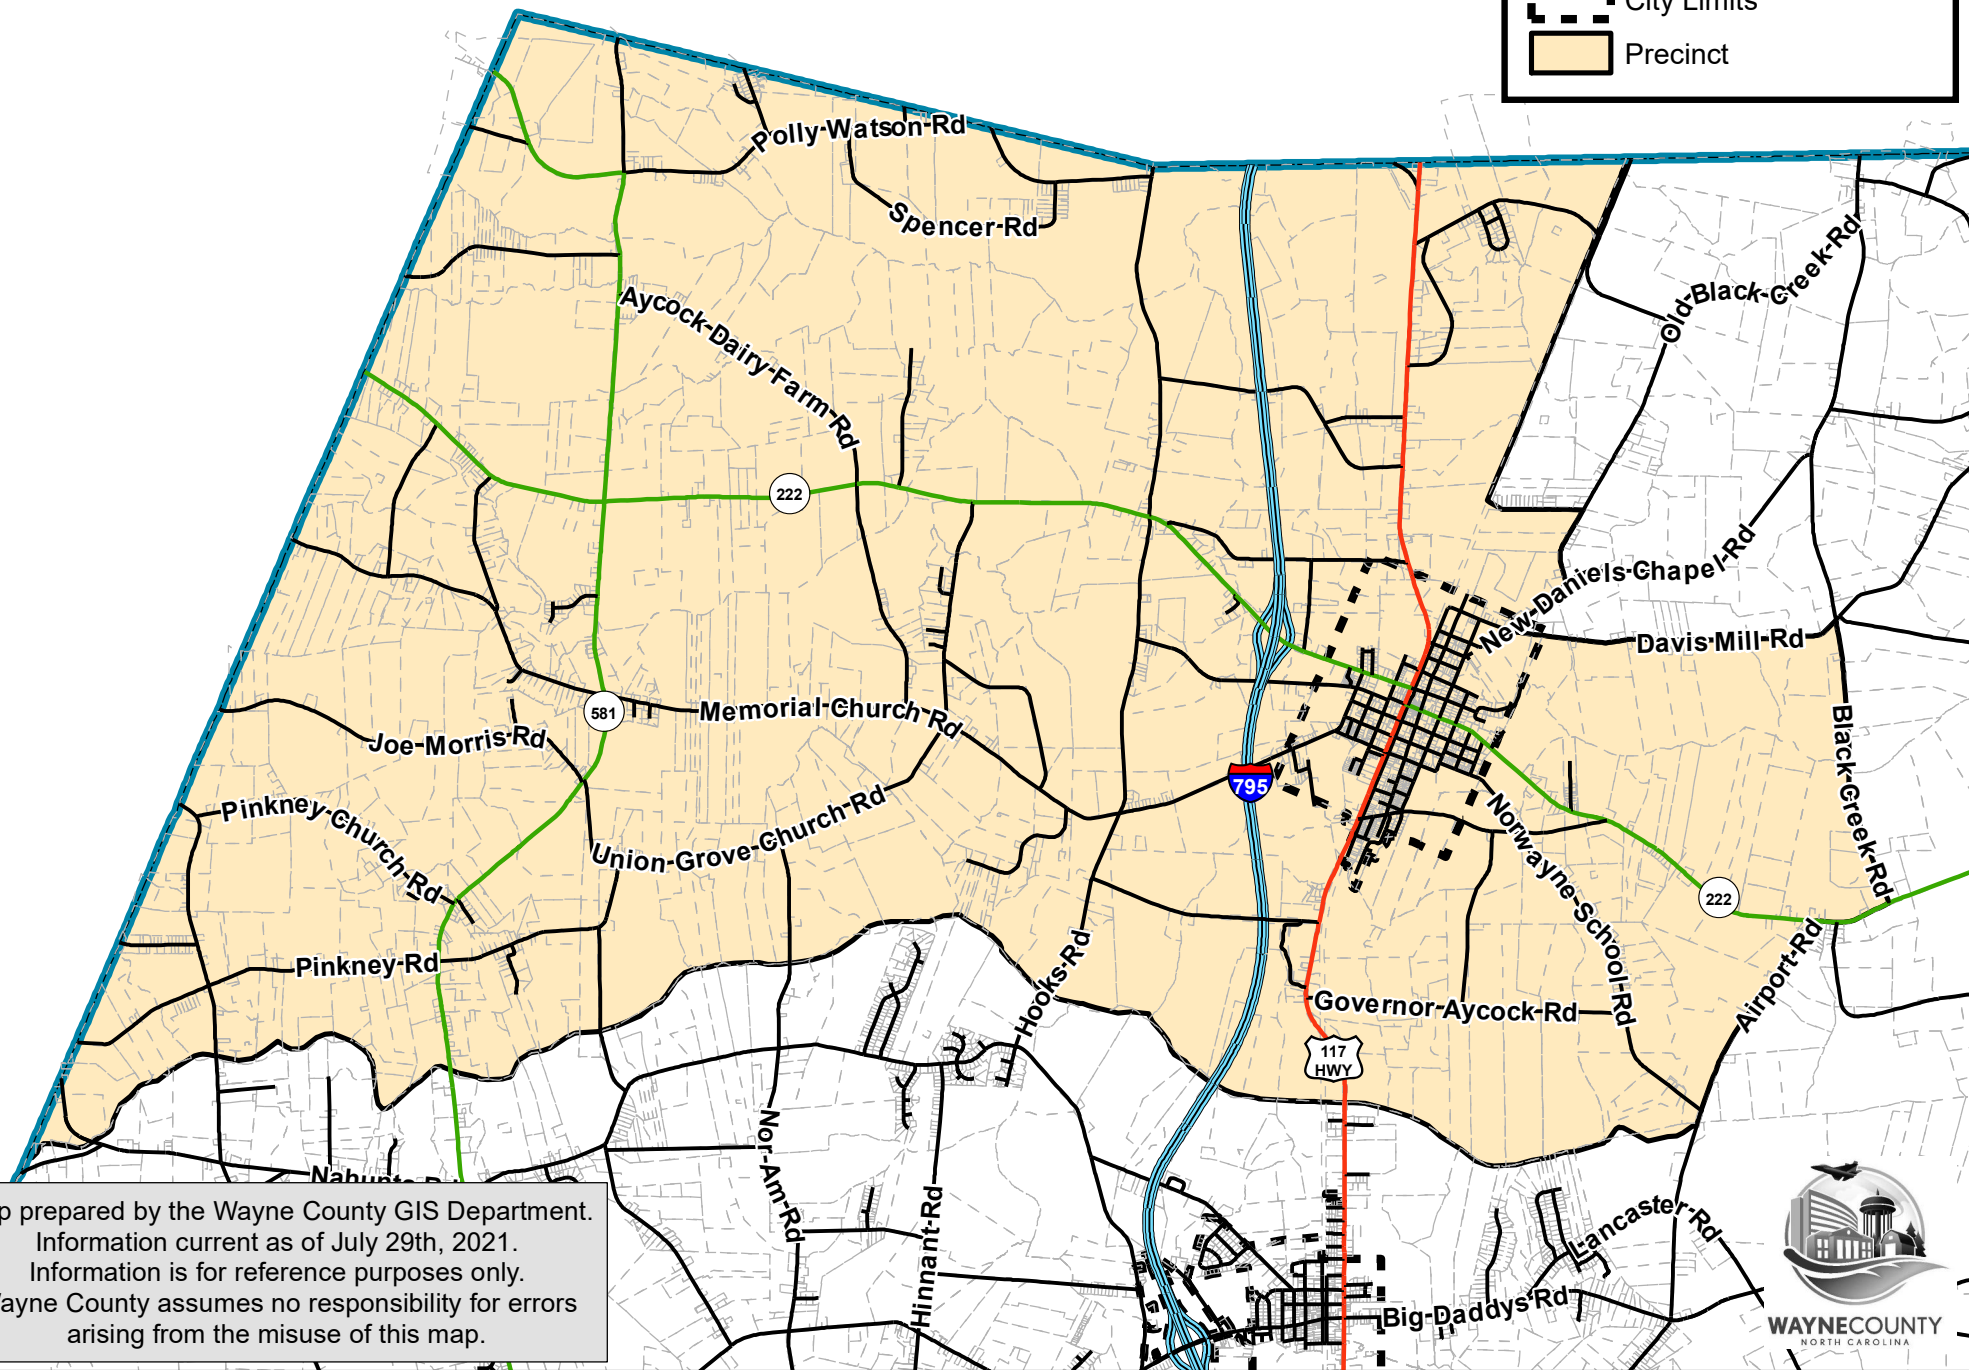 City Limits
Precinct
Polly Watson Rd
Spencer Rd
Old Black Creek Rd
Aycock Dairy Farm Rd
222
New Daniels Chapel Rd
Davis Mill Rd
581
Memorial Church Rd
Joe Morris Rd
Black Creek Rd
795
Pinkney Church Rd
Union Grove Church Rd
Norwayne School Rd
222
Pinkney Rd
Hooks Rd
Airport Rd
Governor Aycock Rd
117
HWY
Nor Am Rd
Nahunta Rd
Hinnant Rd
Lancaster Rd
Big Daddys Rd
p prepared by the Wayne County GIS Department.
Information current as of July 29th, 2021.
Information is for reference purposes only.
Wayne County assumes no responsibility for errors
arising from the misuse of this map.
WAYNECOUNTY
NORTH CAROLINA